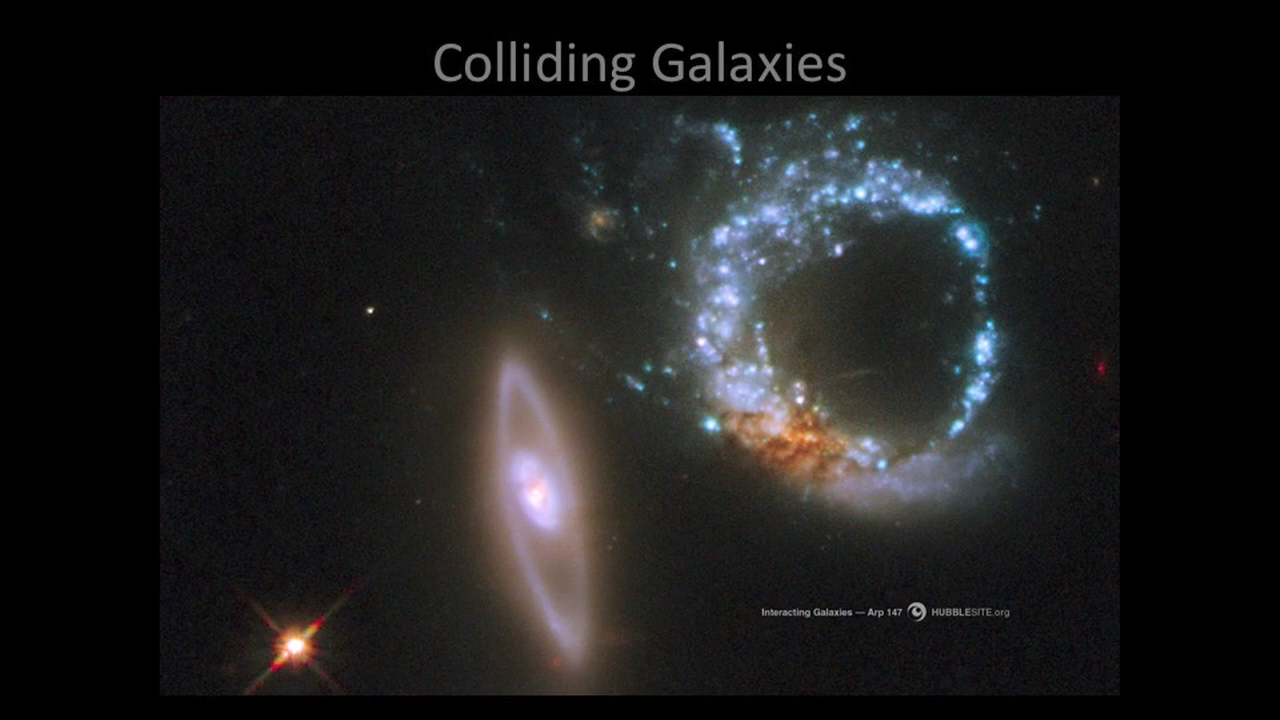 Colliding Galaxies
Interacting Galaxies — Arp 147 HUBBLESITE.org